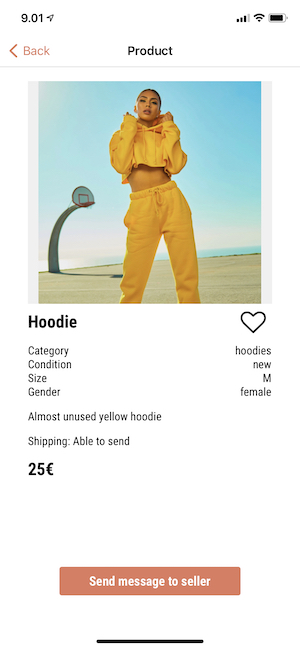 9.01
Back
Product
Hoodie
Category hoodies
Condition new
Size M
Gender female
Almost unused yellow hoodie
Shipping: Able to send
25€
Send message to seller